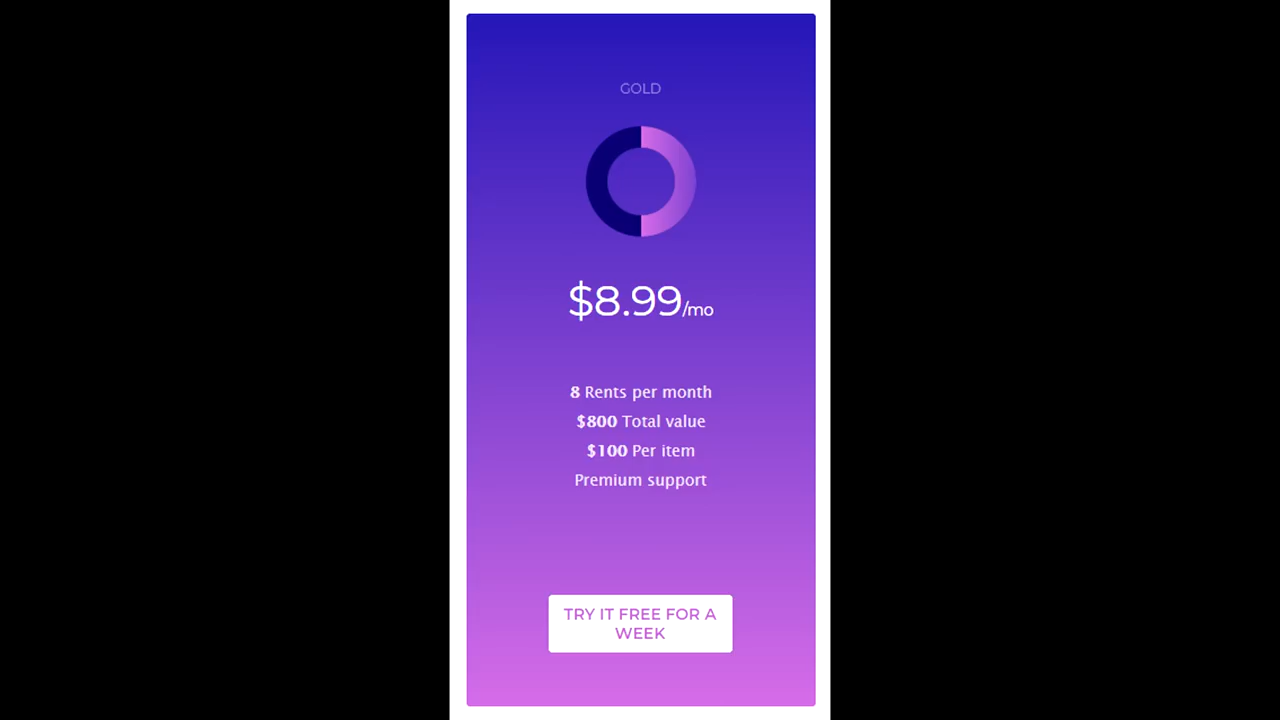 GOLD
$8.99/mo
8 Rents per month
$800 Total value
$100 Per item
Premium support
TRY IT FREE FOR A
WEEK